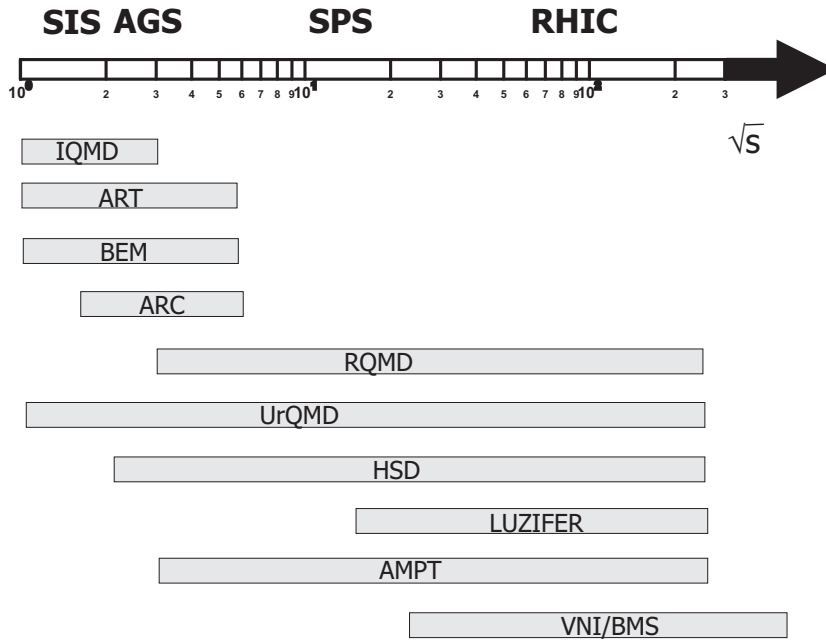 SIS AGS SPS RHIC
10⁰ 2 3 4 5 6 7 8 9 10¹ 2 3 4 5 6 7 8 9 10² 2 3
√s
IQMD
ART
BEM
ARC
RQMD
UrQMD
HSD
LUZIFER
AMPT
VNI/BMS